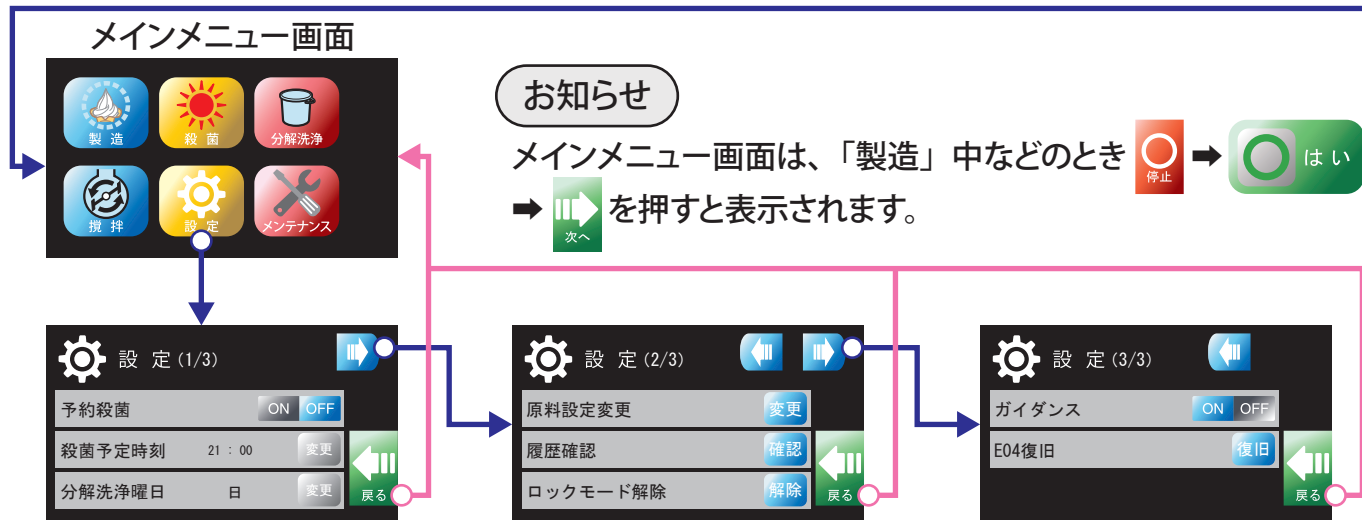 メインメニュー画面
製 造
殺 菌
分解洗浄
撹 拌
設 定
メンテナンス
お知らせ
メインメニュー画面は、「製造」中などのとき 停止 ➡ はい
➡ 次へ を押すと表示されます。
設 定(1/3)
予約殺菌 ON OFF
殺菌予定時刻 21：00 変更
分解洗浄曜日 日 変更
戻る
設 定(2/3)
原料設定変更 変更
履歴確認 確認
ロックモード解除 解除
戻る
設 定(3/3)
ガイダンス ON OFF
E04復旧 復旧
戻る